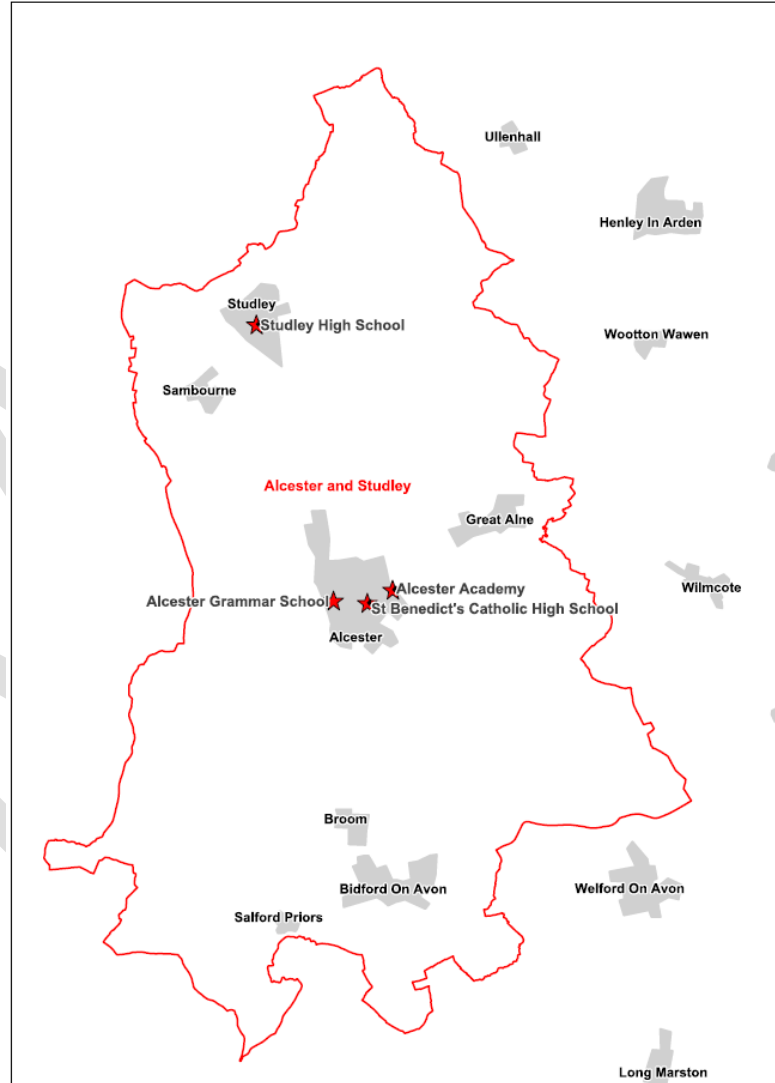 Ullenhall
Henley In Arden
Studley
Studley High School
Wootton Wawen
Sambourne
Alcester and Studley
Great Alne
Alcester Academy
Wilmcote
Alcester Grammar School
St Benedict's Catholic High School
Alcester
Broom
Bidford On Avon
Welford On Avon
Salford Priors
Long Marston